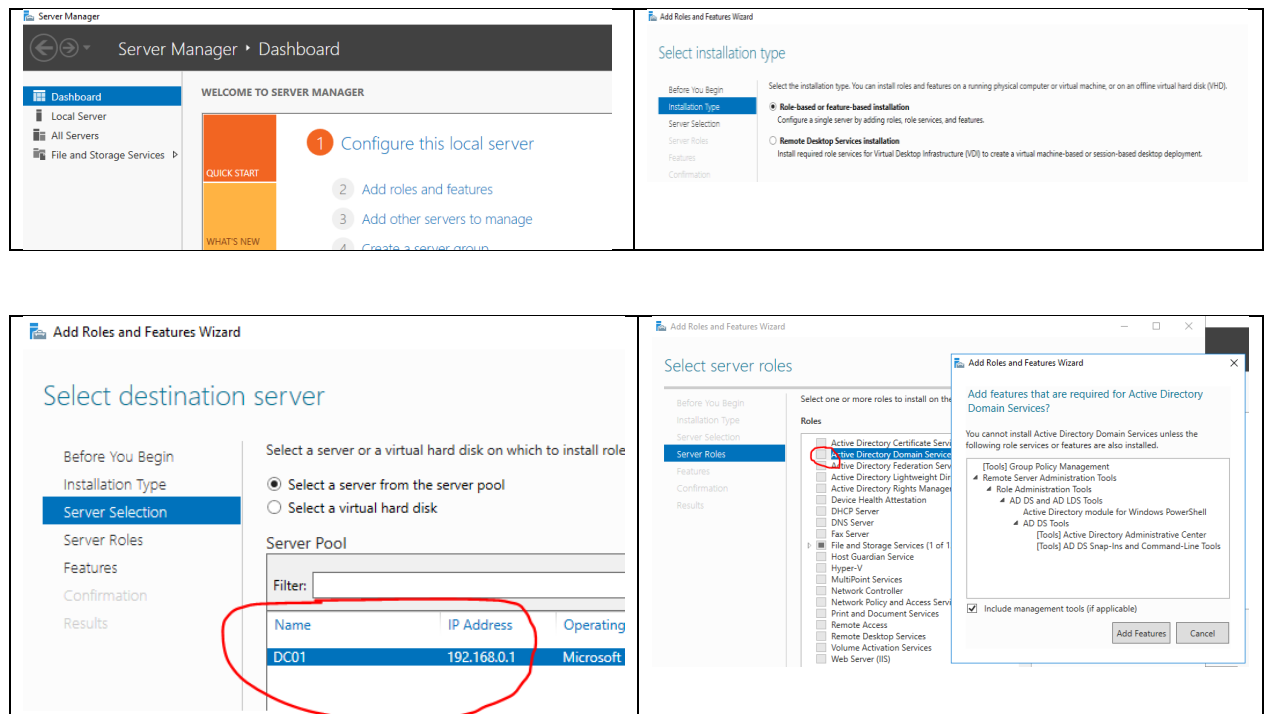 Server Manager
Server Manager • Dashboard
Dashboard
Local Server
All Servers
File and Storage Services
WELCOME TO SERVER MANAGER
QUICK START
WHAT'S NEW
1 Configure this local server
2 Add roles and features
3 Add other servers to manage
4 Create a server group
Add Roles and Features Wizard
Select installation type
Before You Begin
Installation Type
Server Selection
Server Roles
Features
Confirmation
Select the installation type. You can install roles and features on a running physical computer or virtual machine, or on an offline virtual hard disk (VHD).
Role-based or feature-based installation
Configure a single server by adding roles, role services, and features.
Remote Desktop Services installation
Install required role services for Virtual Desktop Infrastructure (VDI) to create a virtual machine-based or session-based desktop deployment.
Add Roles and Features Wizard
Select destination server
Before You Begin
Installation Type
Server Selection
Server Roles
Features
Confirmation
Results
Select a server or a virtual hard disk on which to install role
Select a server from the server pool
Select a virtual hard disk
Server Pool
Filter:
Name IP Address Operating
DC01 192.168.0.1 Microsoft
Add Roles and Features Wizard
Select server roles
Before You Begin
Installation Type
Server Selection
Server Roles
Features
Confirmation
Results
Select one or more roles to install on the
Roles
Active Directory Certificate Servi
Active Directory Domain Service
Active Directory Federation Serv
Active Directory Lightweight Dir
Active Directory Rights Manager
Device Health Attestation
DHCP Server
DNS Server
Fax Server
File and Storage Services (1 of 1
Host Guardian Service
Hyper-V
MultiPoint Services
Network Controller
Network Policy and Access Servi
Print and Document Services
Remote Access
Remote Desktop Services
Volume Activation Services
Web Server (IIS)
Add Roles and Features Wizard
Add features that are required for Active Directory
Domain Services?
You cannot install Active Directory Domain Services unless the
following role services or features are also installed.
[Tools] Group Policy Management
Remote Server Administration Tools
Role Administration Tools
AD DS and AD LDS Tools
Active Directory module for Windows PowerShell
AD DS Tools
[Tools] Active Directory Administrative Center
[Tools] AD DS Snap-Ins and Command-Line Tools
Include management tools (if applicable)
Add Features Cancel